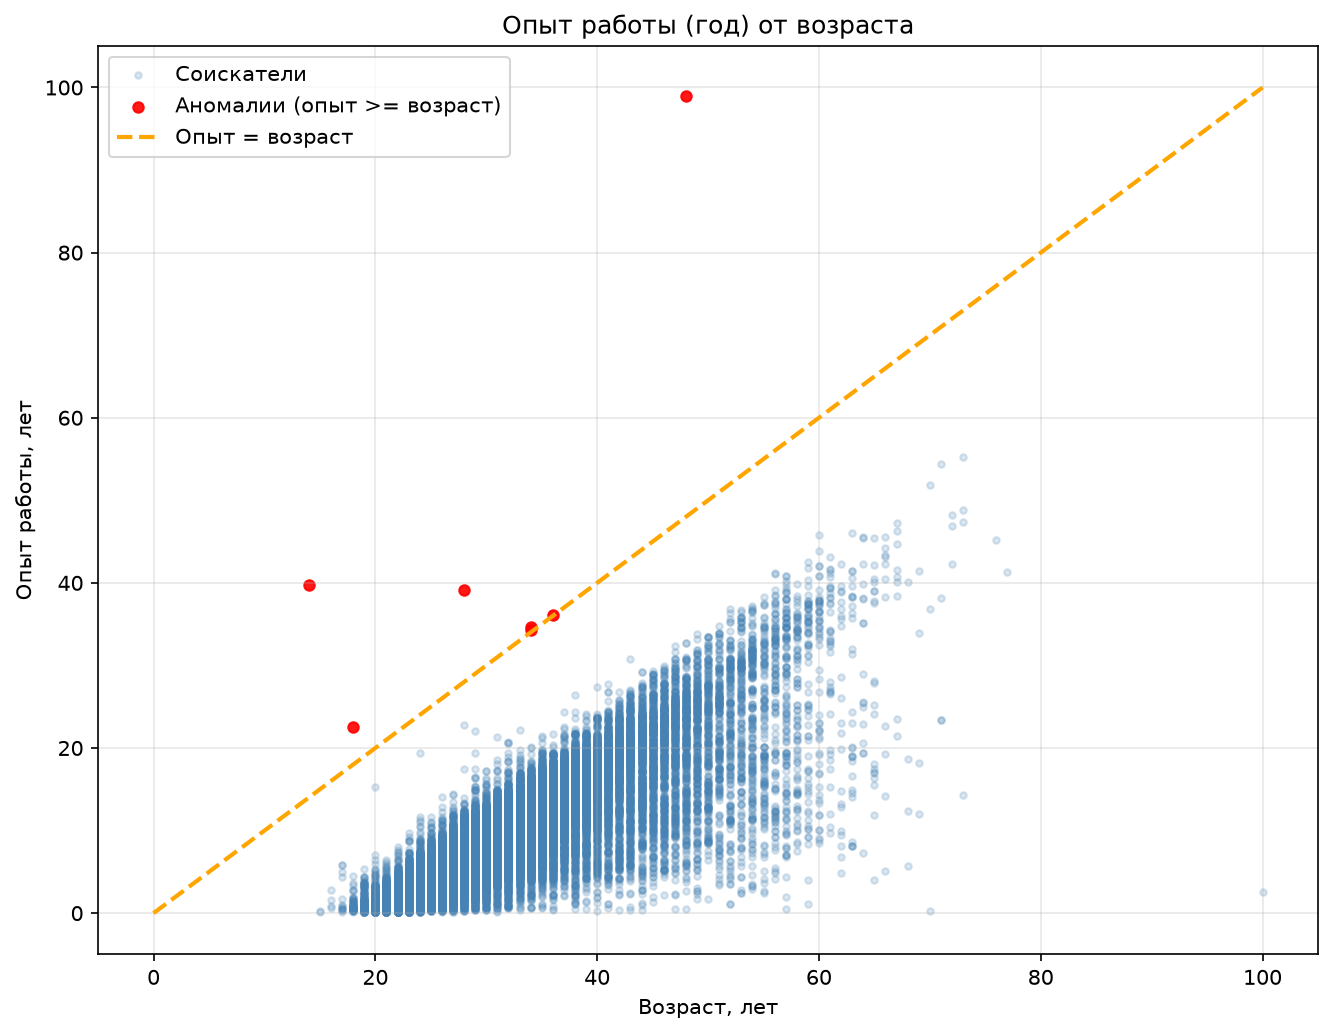 Опыт работы (год) от возраста
Соискатели
Аномалии (опыт >= возраст)
Опыт = возраст
100
80
60
40
20
0
Опыт работы, лет
0 20 40 60 80 100
Возраст, лет